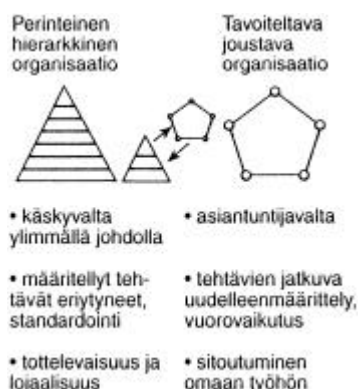 Perinteinen
hierarkkinen
organisaatio
Tavoiteltava
joustava
organisaatio
• käskyvalta
ylimmällä johdolla
• asiantuntijavalta
• määritellyt teh-
tävät eriytyneet,
standardointi
• tehtävien jatkuva
uudelleenmäärittely,
vuorovaikutus
• tottelevaisuus ja
lojaalisuus
• sitoutuminen
omaan työhön